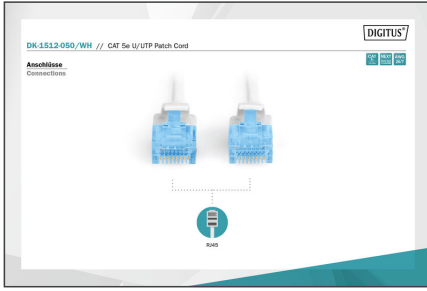 DIGITUS®
DK-1512-050/WH // CAT 5e U/UTP Patch Cord
Anschlüsse
Connections
RJ45